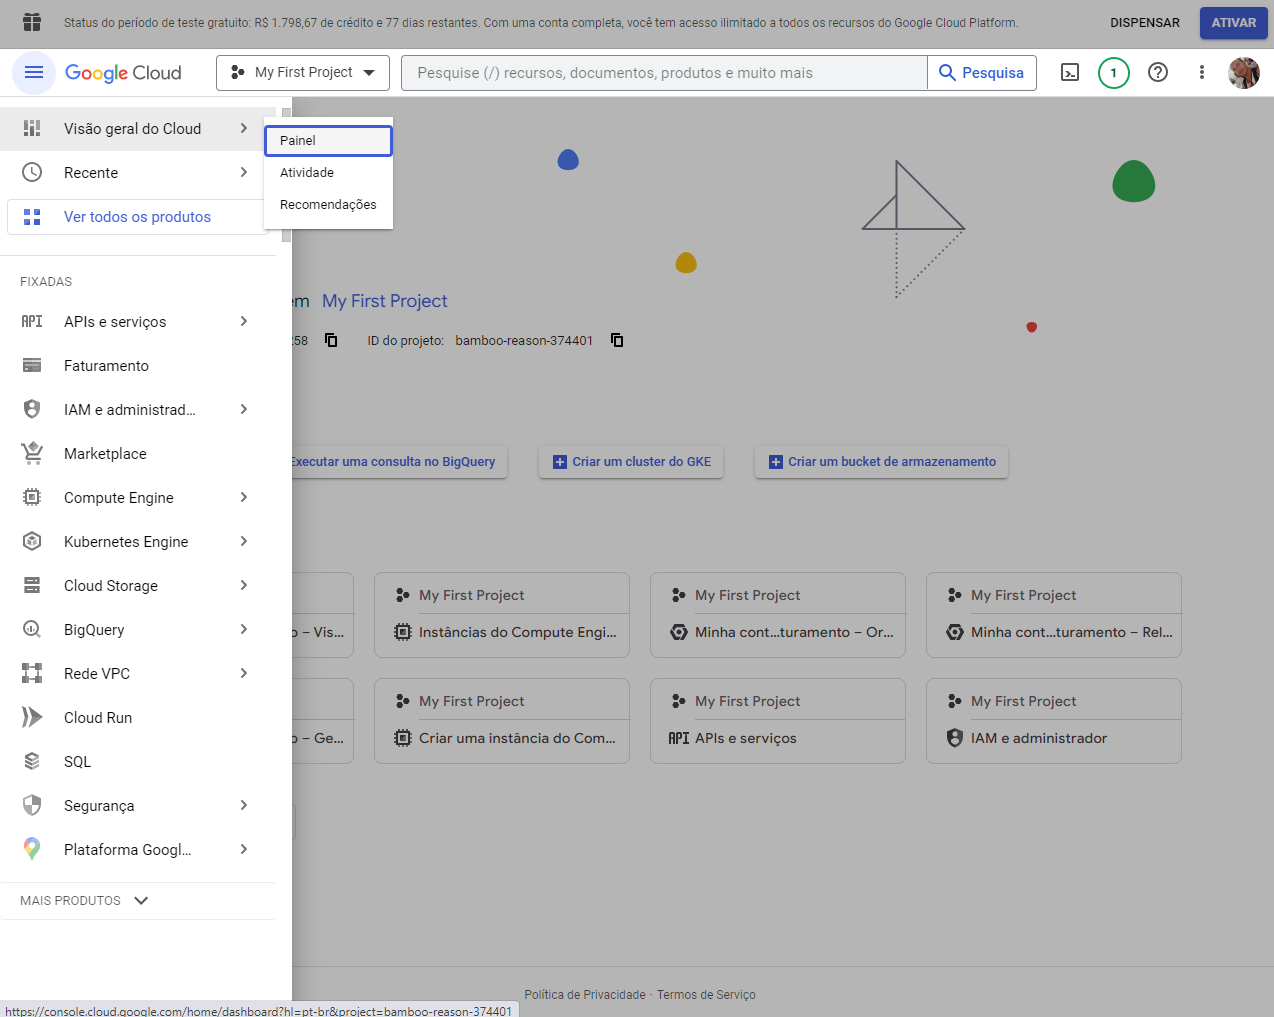 Status do período de teste gratuito: R$ 1.798,67 de crédito e 77 dias restantes. Com uma conta completa, você tem acesso ilimitado a todos os recursos do Google Cloud Platform.
DISPENSAR
ATIVAR
Google Cloud
My First Project
Pesquise (/) recursos, documentos, produtos e muito mais
Pesquisa
1
Visão geral do Cloud
Painel
Atividade
Recomendações
Recente
Ver todos os produtos
FIXADAS
API APIs e serviços
Faturamento
IAM e administrad...
Marketplace
Compute Engine
Kubernetes Engine
Cloud Storage
BigQuery
Rede VPC
Cloud Run
SQL
Segurança
Plataforma Googl...
MAIS PRODUTOS
em My First Project
258
ID do projeto: bamboo-reason-374401
Executar uma consulta no BigQuery
Criar um cluster do GKE
Criar um bucket de armazenamento
o – Vis...
My First Project
Instâncias do Compute Engi...
My First Project
Minha cont...turamento – Or...
My First Project
Minha cont...turamento – Rel...
o – Ge...
My First Project
Criar uma instância do Com...
My First Project
API APIs e serviços
My First Project
IAM e administrador
Política de Privacidade · Termos de Serviço
https://console.cloud.google.com/home/dashboard?hl=pt-br&project=bamboo-reason-374401